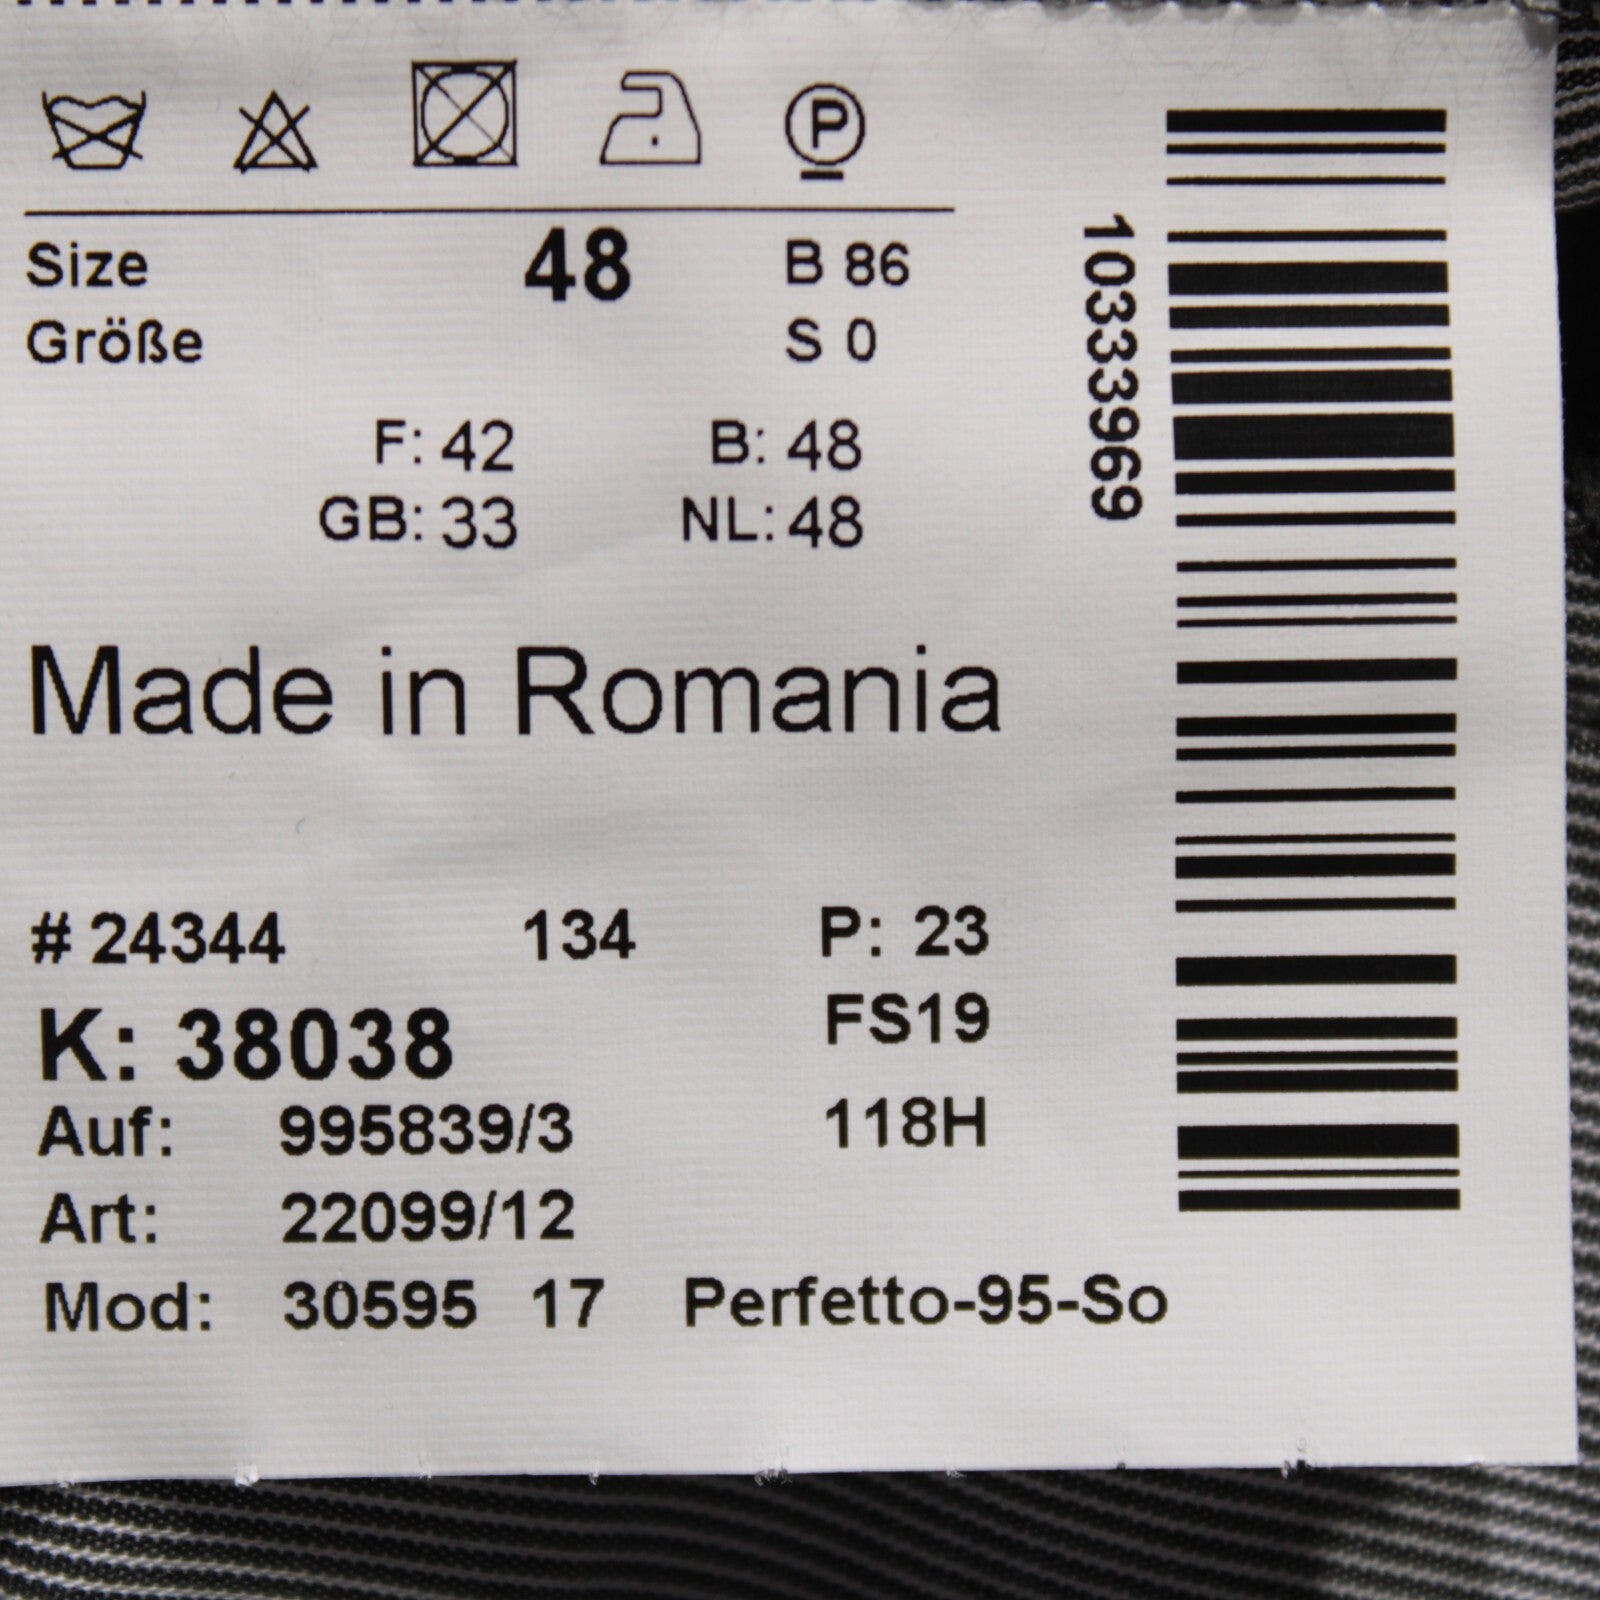 P
Size 48 B 86
Größe S 0
F: 42 B: 48
GB: 33 NL: 48
Made in Romania
# 24344 134 P: 23
K: 38038 FS19
Auf: 995839/3 118H
Art: 22099/12
Mod: 30595 17 Perfetto-95-So
10333969